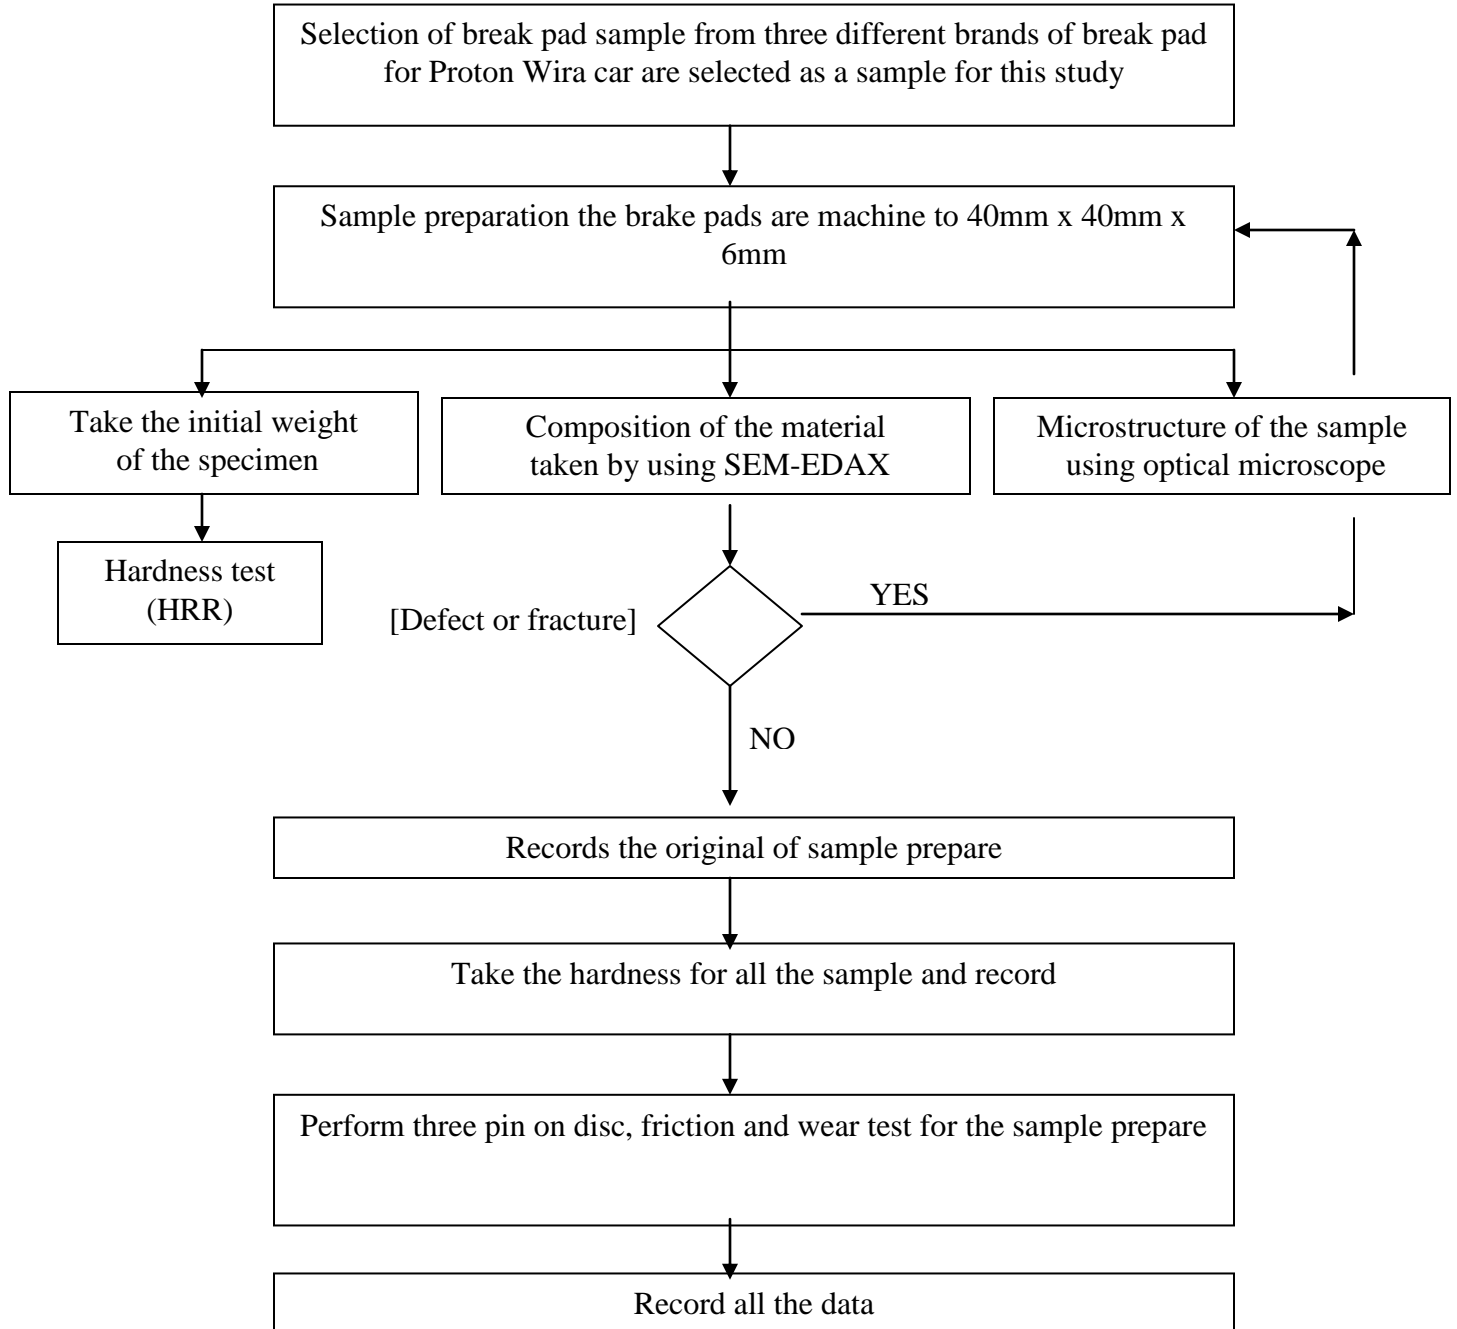 Selection of break pad sample from three different brands of break pad
for Proton Wira car are selected as a sample for this study
Sample preparation the brake pads are machine to 40mm x 40mm x
6mm
Take the initial weight
of the specimen
Composition of the material
taken by using SEM-EDAX
Microstructure of the sample
using optical microscope
Hardness test
(HRR)
[Defect or fracture]
YES
NO
Records the original of sample prepare
Take the hardness for all the sample and record
Perform three pin on disc, friction and wear test for the sample prepare
Record all the data